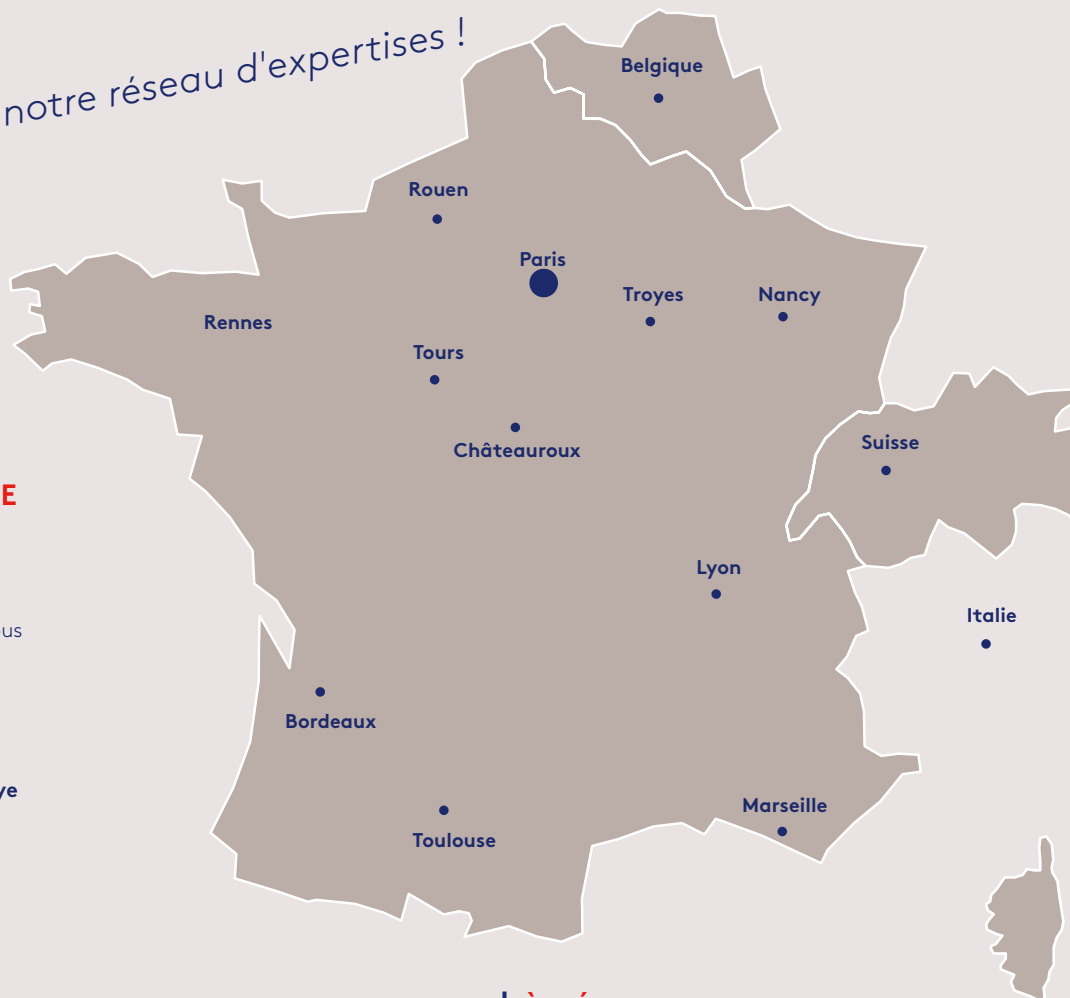 notre réseau d'expertises !
Belgique
Rouen
Paris
Troyes
Nancy
Rennes
Tours
Châteauroux
Suisse
E
Lyon
Italie
us
Bordeaux
ye
Marseille
Toulouse